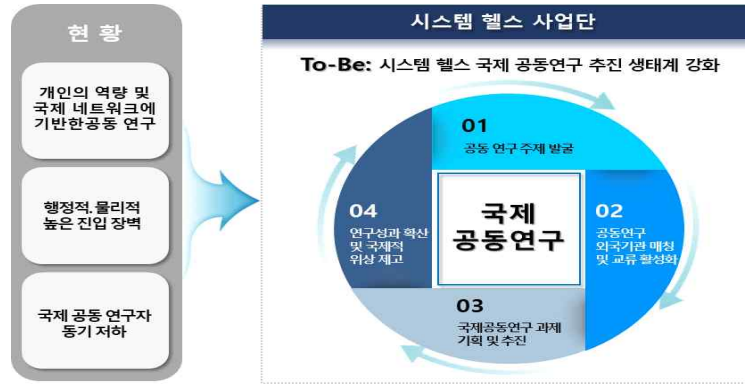 현 황
개인의 역량 및
국제 네트워크에
기반한공동 연구
행정적.물리적
높은 진입 장벽
국제 공동 연구자
동기 저하
시스템 헬스 사업단
To-Be: 시스템 헬스 국제 공동연구 추진 생태계 강화
01
공동 연구 주제 발굴
02
공동연구
외국기관 매칭
및 교류 활성화
03
국제공동연구 과제
기획 및 추진
04
연구성과 확산
및 국제적
위상 제고
국제
공동연구